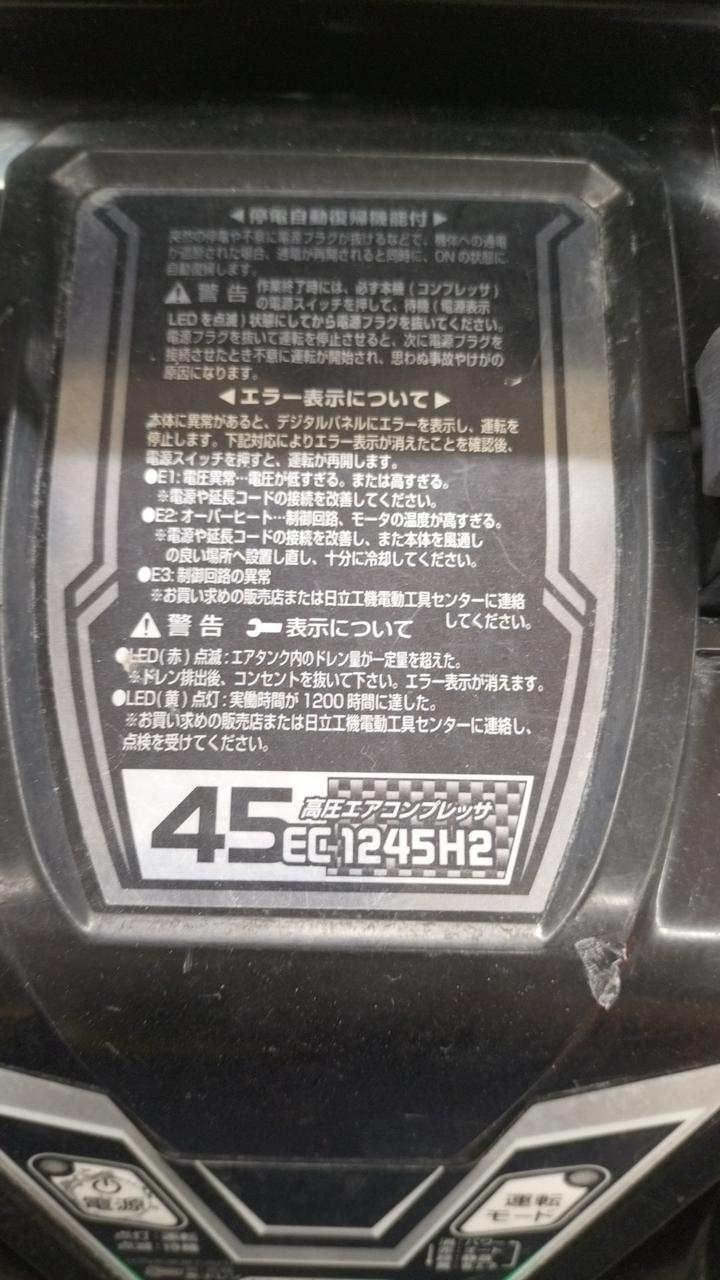 ◀停電自動復帰機能付▶
突然の停電や不意に電源プラグが抜けるなどで、機体への通電
が遮断された場合、通電が再開されると同時に、ONの状態に
自動復帰します。
⚠警告 作業終了時には、必ず本機(コンプレッサ)
の電源スイッチを押して、待機(電源表示
LEDを点滅)状態にしてから電源プラグを抜いてください。
電源プラグを抜いて運転を停止させると、次に電源プラグを
接続させたとき不意に運転が開始され、思わぬ事故やけがの
原因になります。
◀エラー表示について▶
本体に異常があると、デジタルパネルにエラーを表示し、運転を
停止します。下記対応によりエラー表示が消えたことを確認後、
電源スイッチを押すと、運転が再開します。
●E1:電圧異常…電圧が低すぎる。または高すぎる。
※電源や延長コードの接続を改善してください。
●E2:オーバーヒート…制御回路、モータの温度が高すぎる。
※電源や延長コードの接続を改善し、また本体を風通し
の良い場所へ設置し直し、十分に冷却してください。
●E3:制御回路の異常
※お買い求めの販売店または日立工機電動工具センターに連絡
してください。
⚠警告 表示について
●LED(赤)点滅:エアタンク内のドレン量が一定量を超えた。
※ドレン排出後、コンセントを抜いて下さい。エラー表示が消えます。
●LED(黄)点灯:実働時間が1200時間に達した。
※お買い求めの販売店または日立工機電動工具センターに連絡し、
点検を受けてください。
45 高圧エアコンプレッサ
EC1245H2
電源
点灯:運転
点滅:待機
運転
モード